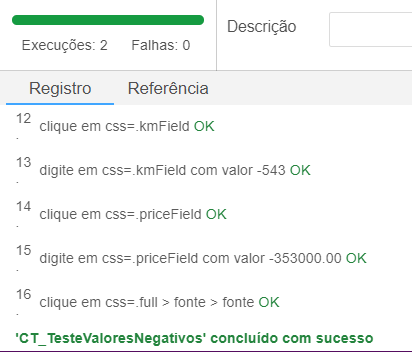 Execuções: 2 Falhas: 0
Descrição
Registro Referência
12. clique em css=.kmField OK
13. digite em css=.kmField com valor -543 OK
14. clique em css=.priceField OK
15. digite em css=.priceField com valor -353000.00 OK
16. clique em css=.full > fonte > fonte OK
'CT_TesteValoresNegativos' concluído com sucesso